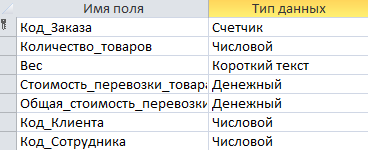 Имя поля Тип данных
Код_Заказа Счетчик
Количество_товаров Числовой
Вес Короткий текст
Стоимость_перевозки_товара Денежный
Общая_стоимость_перевозки Денежный
Код_Клиента Числовой
Код_Сотрудника Числовой